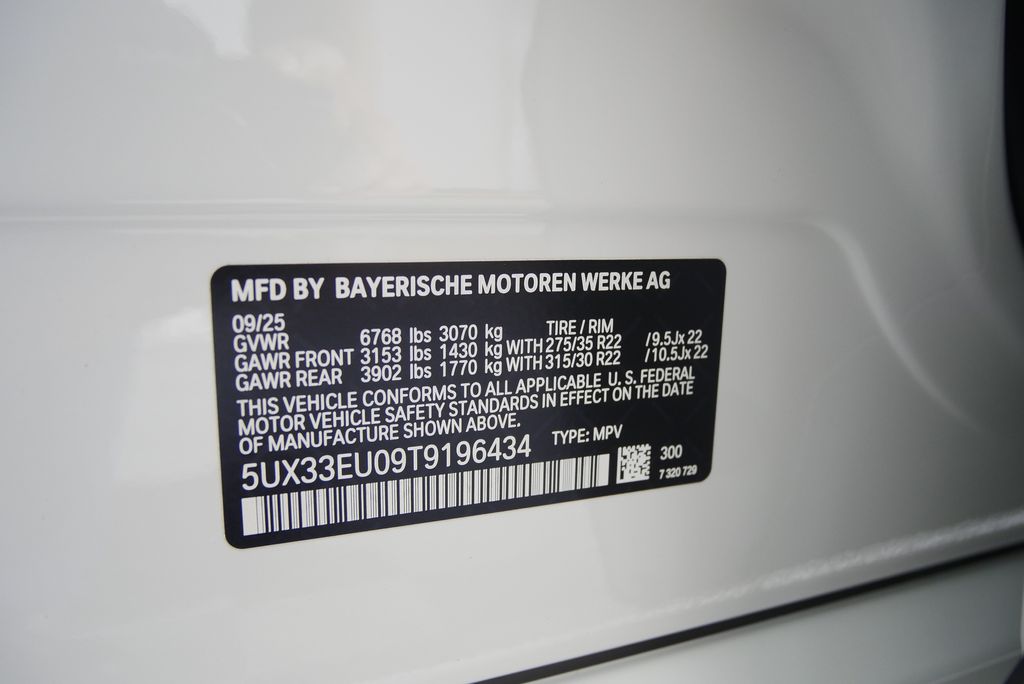 MFD BY BAYERISCHE MOTOREN WERKE AG
09/25
GVWR 6768 lbs 3070 kg TIRE / RIM
GAWR FRONT 3153 lbs 1430 kg WITH 275/35 R22 /9.5Jx 22
GAWR REAR 3902 lbs 1770 kg WITH 315/30 R22 /10.5Jx 22
THIS VEHICLE CONFORMS TO ALL APPLICABLE U. S. FEDERAL
MOTOR VEHICLE SAFETY STANDARDS IN EFFECT ON THE DATE
OF MANUFACTURE SHOWN ABOVE.
TYPE: MPV
5UX33EU09T9196434
300
7 320 729